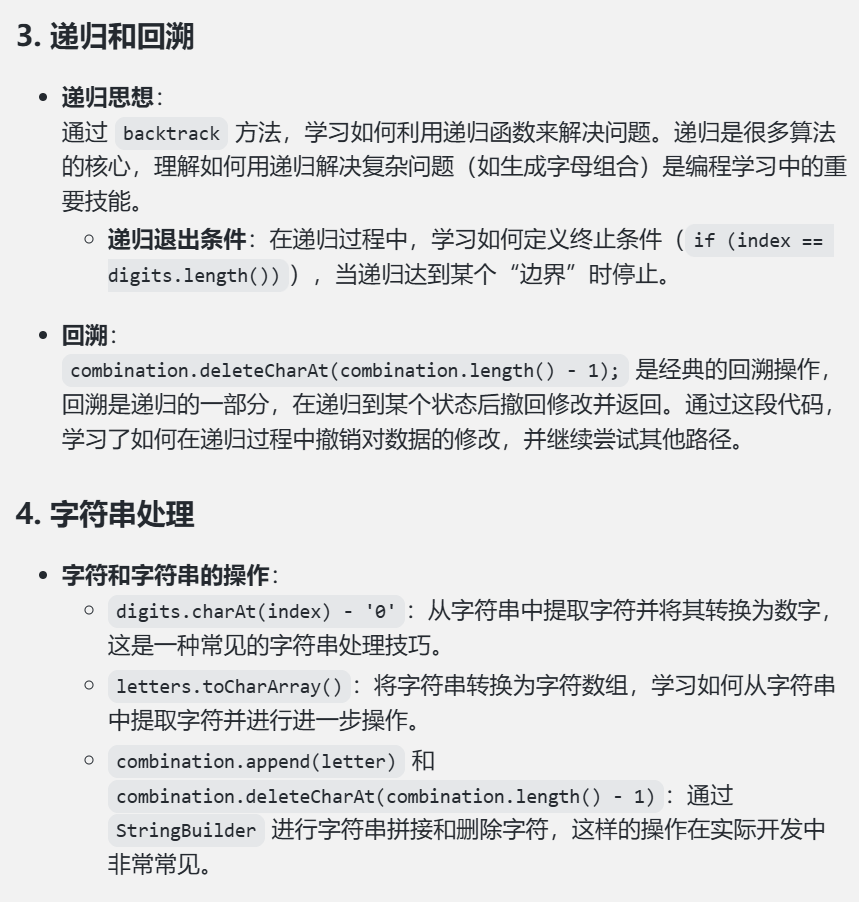 3. 递归和回溯
• 递归思想：
通过 backtrack 方法，学习如何利用递归函数来解决问题。递归是很多算法
的核心，理解如何用递归解决复杂问题（如生成字母组合）是编程学习中的重
要技能。
○ 递归退出条件：在递归过程中，学习如何定义终止条件（if (index ==
digits.length())），当递归达到某个“边界”时停止。
• 回溯：
combination.deleteCharAt(combination.length() - 1); 是经典的回溯操作，
回溯是递归的一部分，在递归到某个状态后撤回修改并返回。通过这段代码，
学习了如何在递归过程中撤销对数据的修改，并继续尝试其他路径。
4. 字符串处理
• 字符和字符串的操作：
○ digits.charAt(index) - '0'：从字符串中提取字符并将其转换为数字，
这是一种常见的字符串处理技巧。
○ letters.toCharArray()：将字符串转换为字符数组，学习如何从字符串
中提取字符并进行进一步操作。
○ combination.append(letter) 和
combination.deleteCharAt(combination.length() - 1)：通过
StringBuilder 进行字符串拼接和删除字符，这样的操作在实际开发中
非常常见。